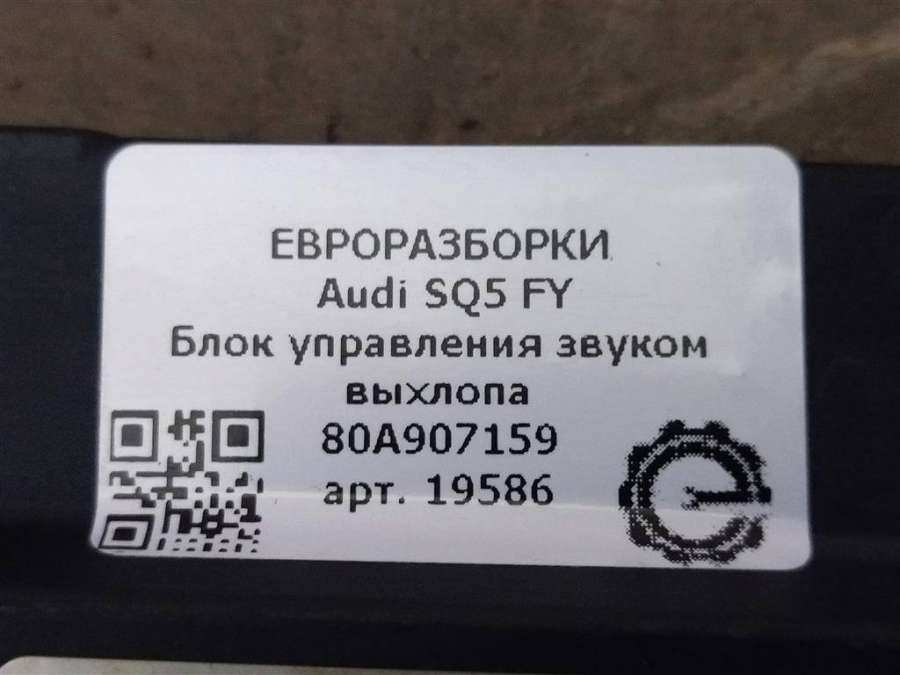 ЕВРОРАЗБОРКИ
Audi SQ5 FY
Блок управления звуком
выхлопа
80A907159
арт. 19586